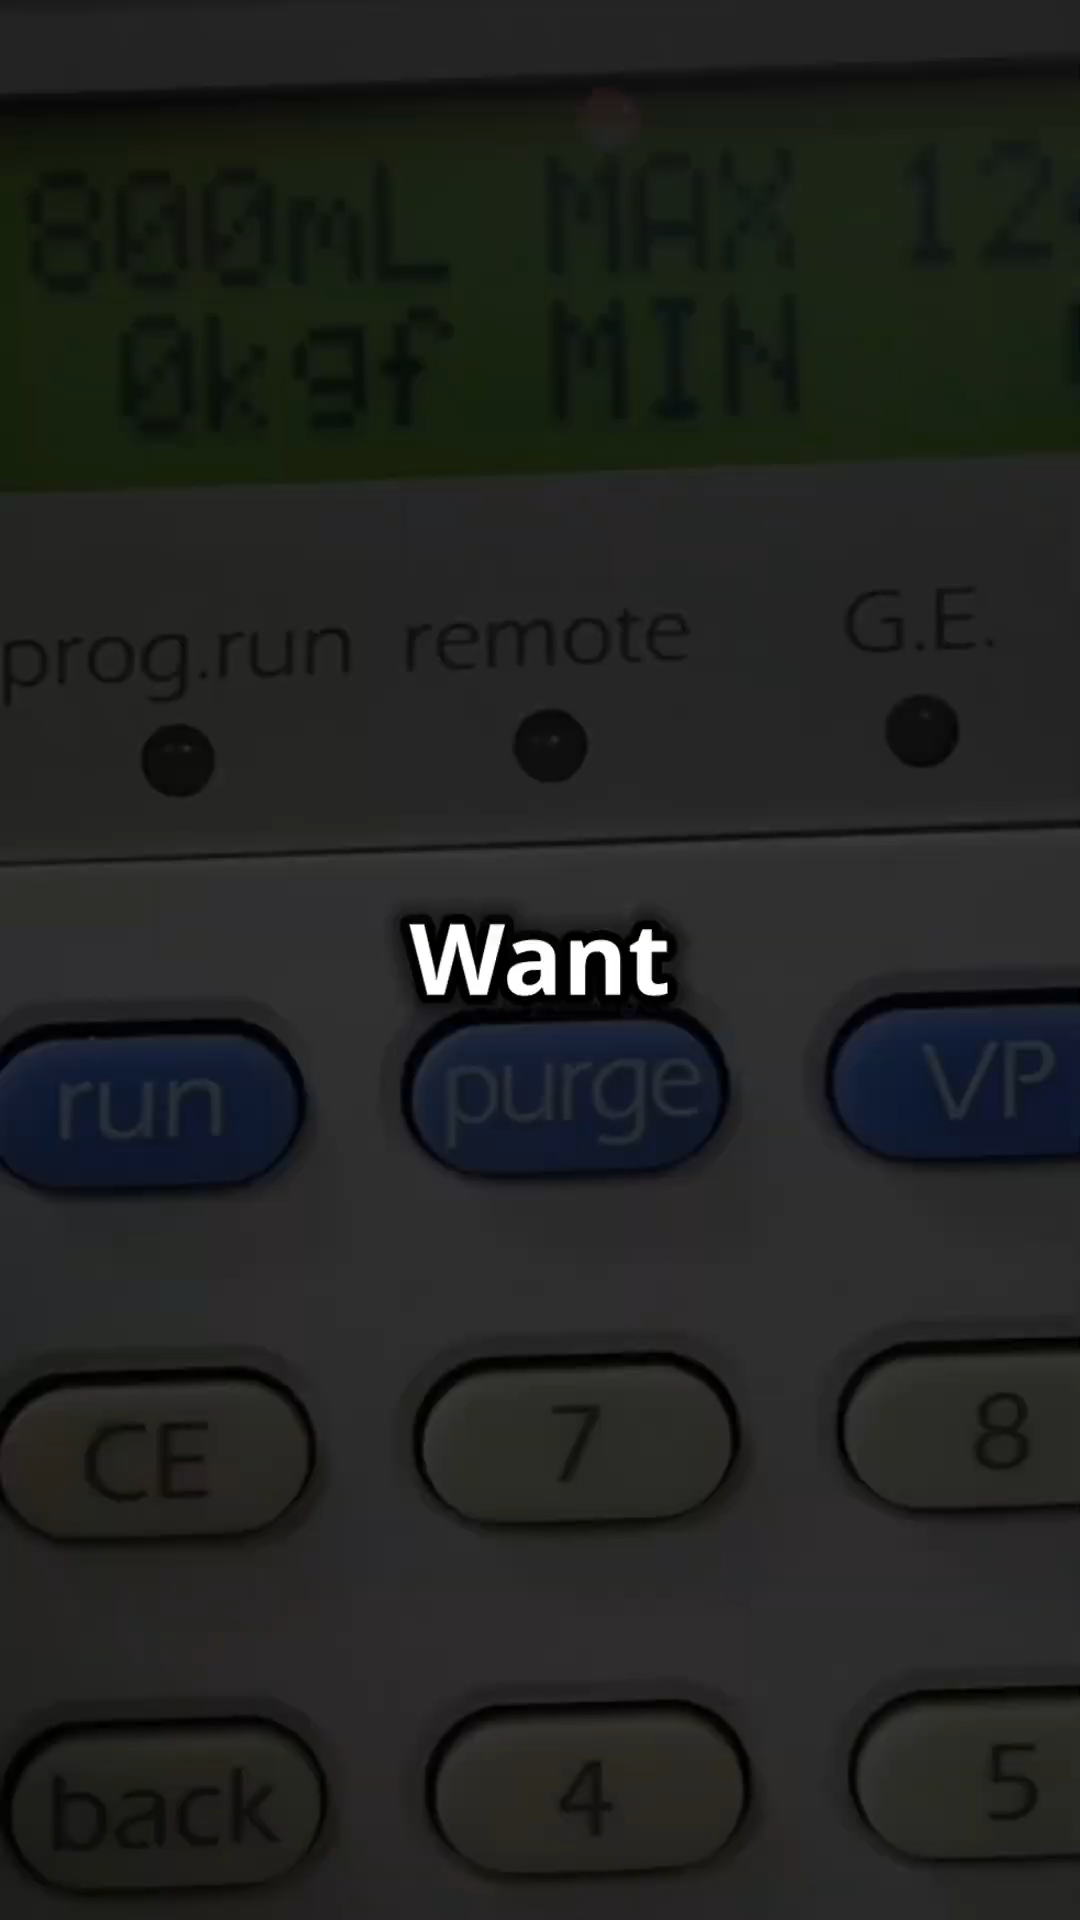 800mL MAX 12
0kgf MIN
prog.run remote G.E.
Want
run purge VP
CE 7 8
back 4 5